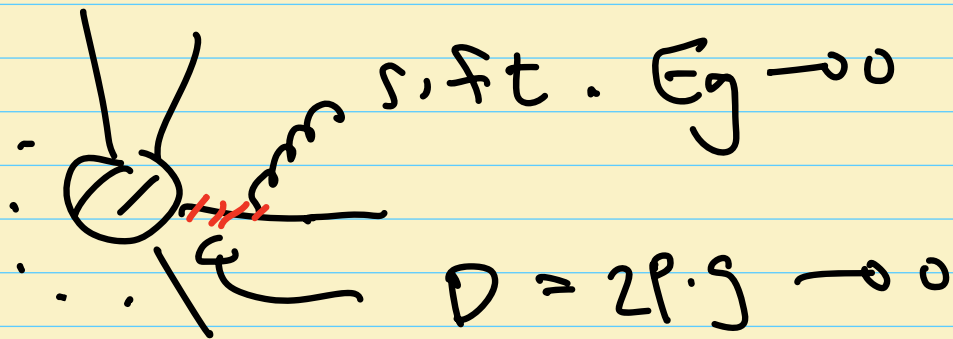 s.ft. Eg → 0
D = 2p.g → 0